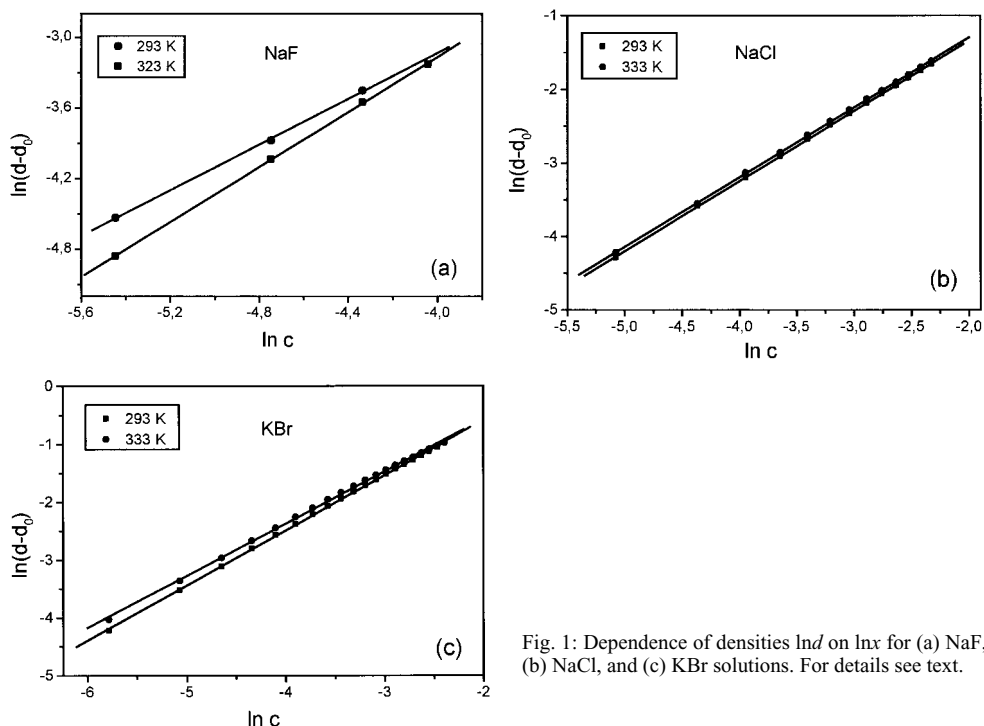 NaF
293 K
323 K
ln(d-d0)
-3,0
-3,6
-4,2
-4,8
-5,6 -5,2 -4,8 -4,4 -4,0
ln c
(a)
NaCl
293 K
333 K
ln(d-d0)
-1
-2
-3
-4
-5
-5,5 -5,0 -4,5 -4,0 -3,5 -3,0 -2,5 -2,0
ln c
(b)
KBr
293 K
333 K
ln(d-d0)
0
-1
-2
-3
-4
-5
-6 -5 -4 -3 -2
ln c
(c)
Fig. 1: Dependence of densities lnd on lnx for (a) NaF,
(b) NaCl, and (c) KBr solutions. For details see text.